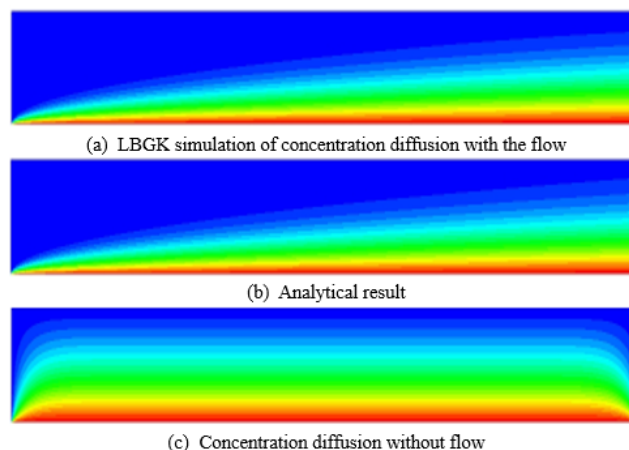 (a) LBGK simulation of concentration diffusion with the flow
(b) Analytical result
(c) Concentration diffusion without flow